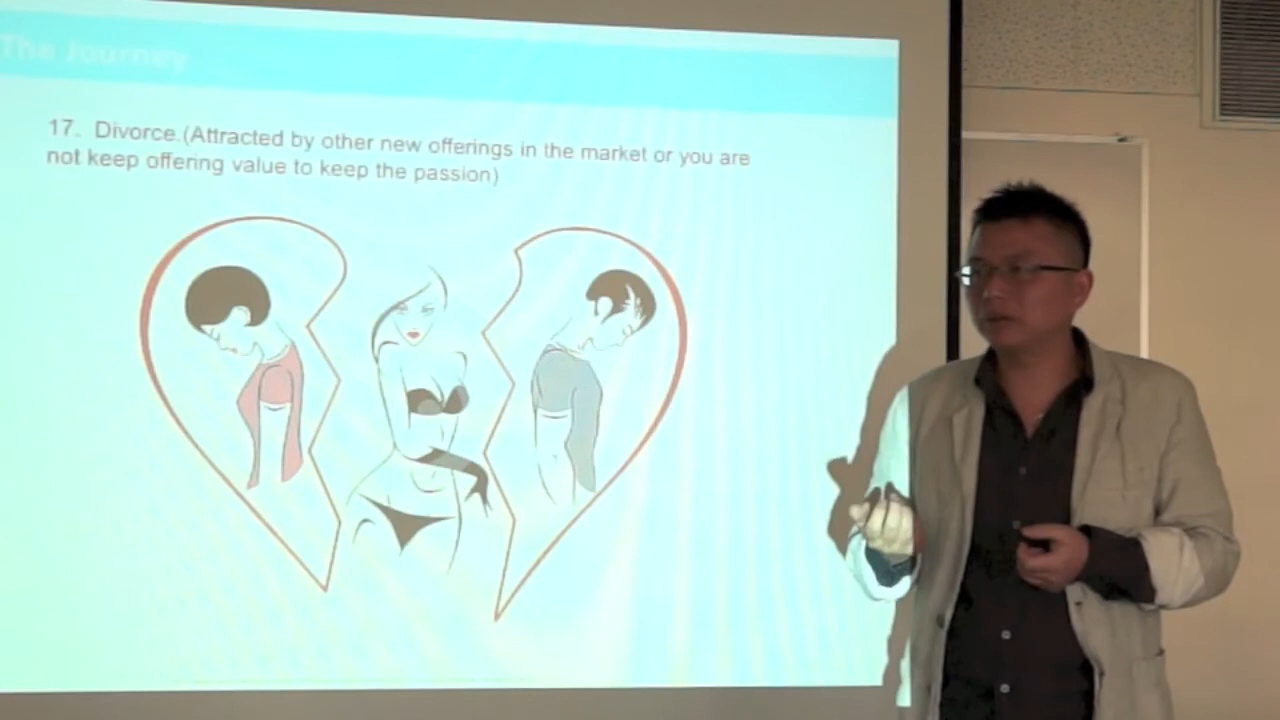 The Journey
17. Divorce.(Attracted by other new offerings in the market or you are
not keep offering value to keep the passion)